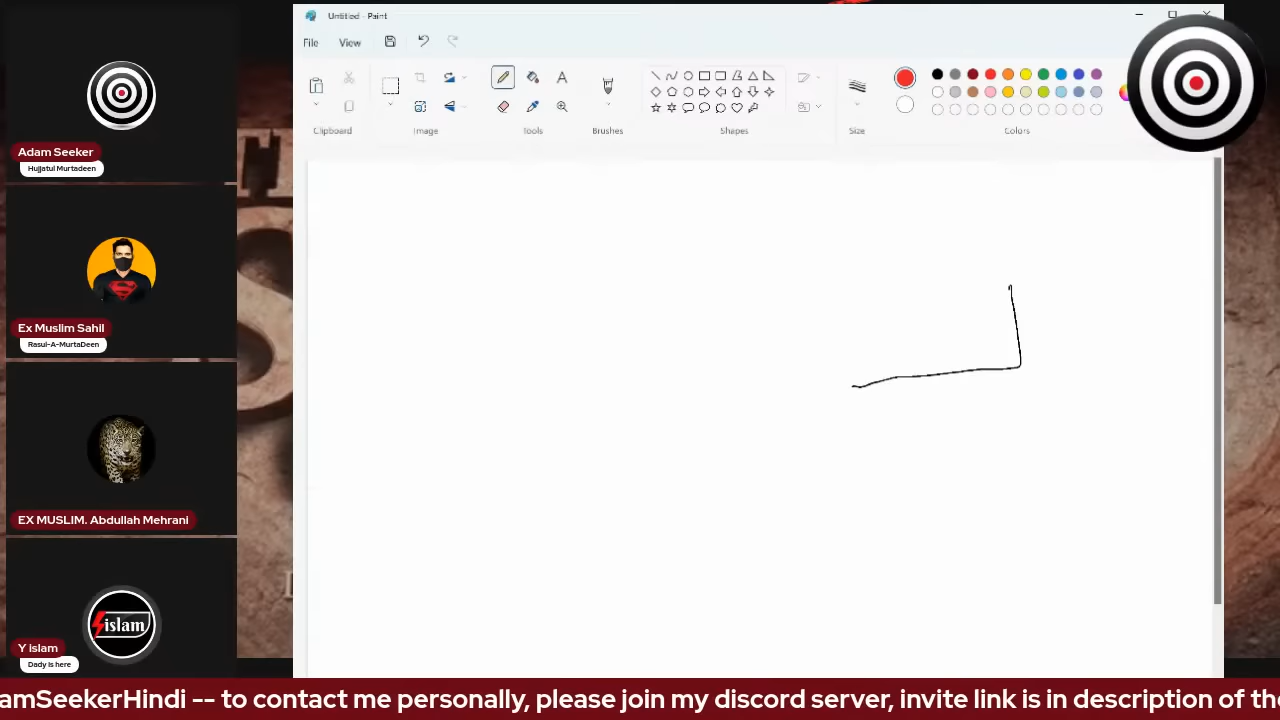 Untitled - Paint
File
View
Clipboard
Image
Tools
Brushes
Shapes
Size
Colors
Adam Seeker
Hujjatul Murtadeen
Ex Muslim Sahil
Rasul-A-MurtaDeen
EX MUSLIM. Abdullah Mehrani
islam
Y Islam
Dady is here
amSeekerHindi -- to contact me personally, please join my discord server, invite link is in description of the